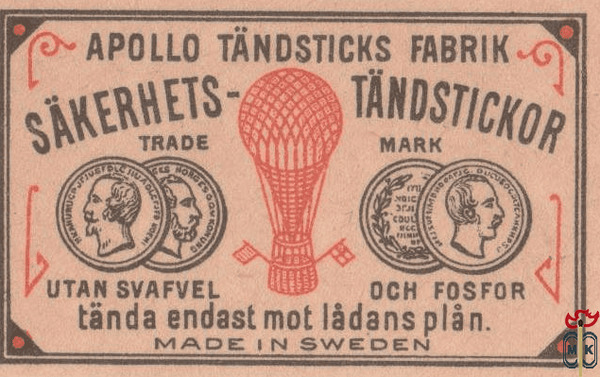 APOLLO TÄNDSTICKS FABRIK
SÄKERHETS-TÄNDSTICKOR
TRADE MARK
UTAN SVAFVEL OCH FOSFOR
tända endast mot lådans plån.
MADE IN SWEDEN